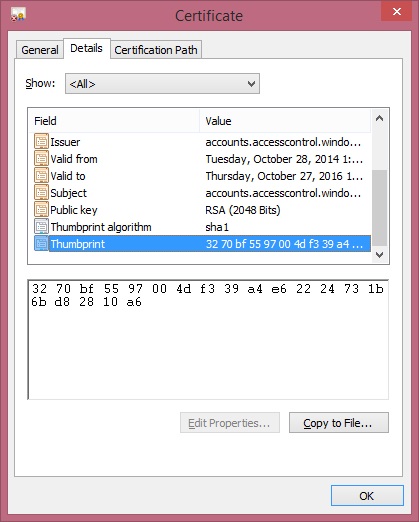 Certificate
General Details Certification Path
Show: <All>
Field Value
Issuer accounts.accesscontrol.windo...
Valid from Tuesday, October 28, 2014 1:...
Valid to Thursday, October 27, 2016 1...
Subject accounts.accesscontrol.windo...
Public key RSA (2048 Bits)
Thumbprint algorithm sha1
Thumbprint 32 70 bf 55 97 00 4d f3 39 a4 ...
32 70 bf 55 97 00 4d f3 39 a4 e6 22 24 73 1b
6b d8 28 10 a6
Edit Properties... Copy to File...
OK